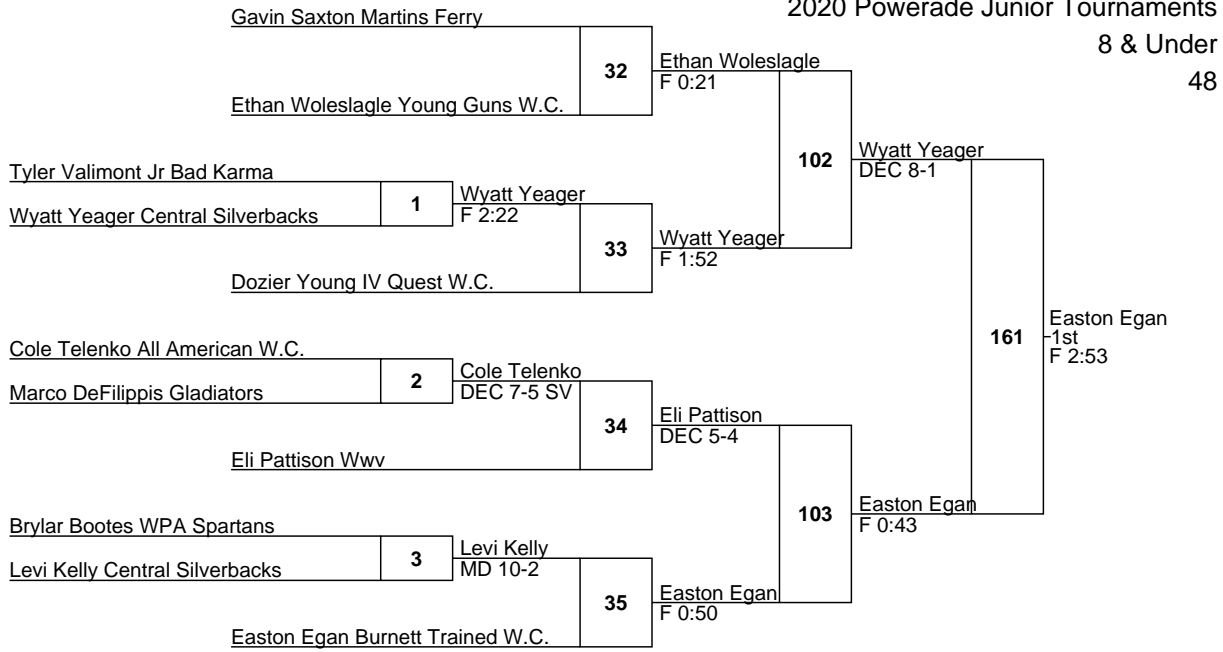 2020 Powerade Junior Tournaments
8 & Under
48
Gavin Saxton Martins Ferry
32
Ethan Woleslagle
F 0:21
Ethan Woleslagle Young Guns W.C.
102
Wyatt Yeager
DEC 8-1
Tyler Valimont Jr Bad Karma
1
Wyatt Yeager
F 2:22
Wyatt Yeager Central Silverbacks
33
Wyatt Yeager
F 1:52
Dozier Young IV Quest W.C.
161
Easton Egan
1st
F 2:53
Cole Telenko All American W.C.
2
Cole Telenko
DEC 7-5 SV
Marco DeFilippis Gladiators
34
Eli Pattison
DEC 5-4
Eli Pattison Wwv
103
Easton Egan
F 0:43
Brylar Bootes WPA Spartans
3
Levi Kelly
MD 10-2
Levi Kelly Central Silverbacks
35
Easton Egan
F 0:50
Easton Egan Burnett Trained W.C.